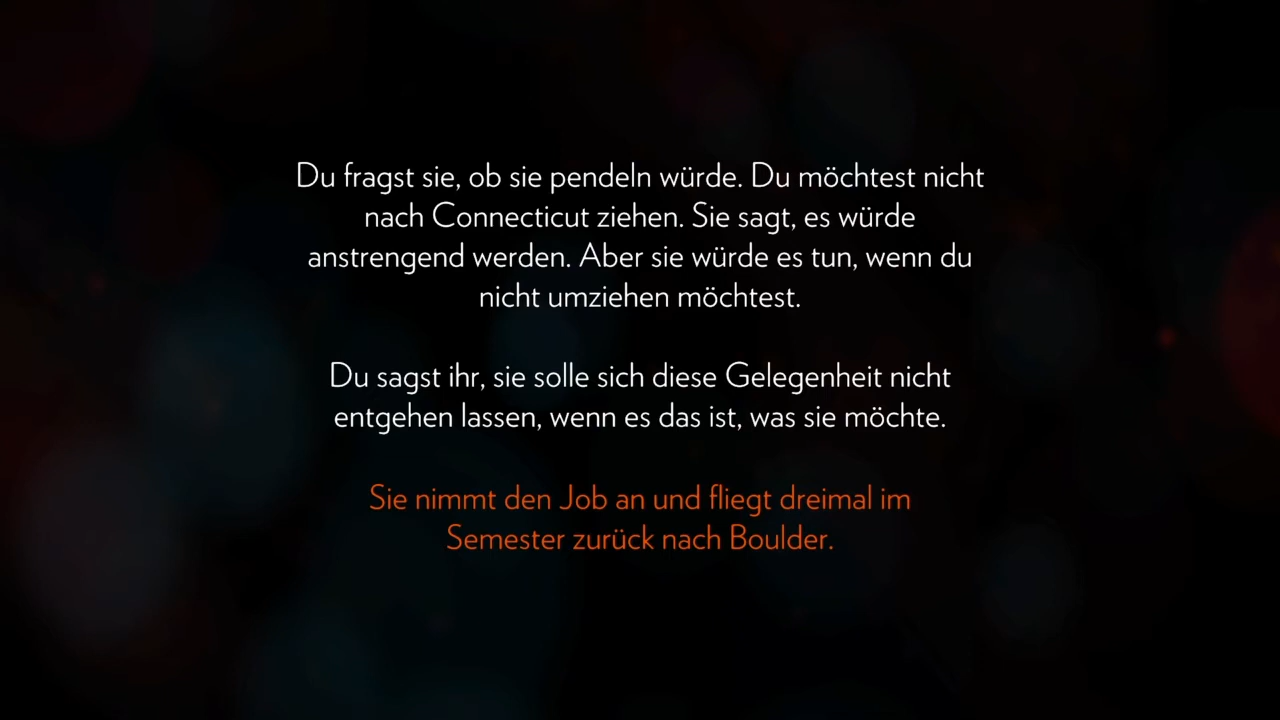 Du fragst sie, ob sie pendeln würde. Du möchtest nicht
nach Connecticut ziehen. Sie sagt, es würde
anstrengend werden. Aber sie würde es tun, wenn du
nicht umziehen möchtest.
Du sagst ihr, sie solle sich diese Gelegenheit nicht
entgehen lassen, wenn es das ist, was sie möchte.
Sie nimmt den Job an und fliegt dreimal im
Semester zurück nach Boulder.